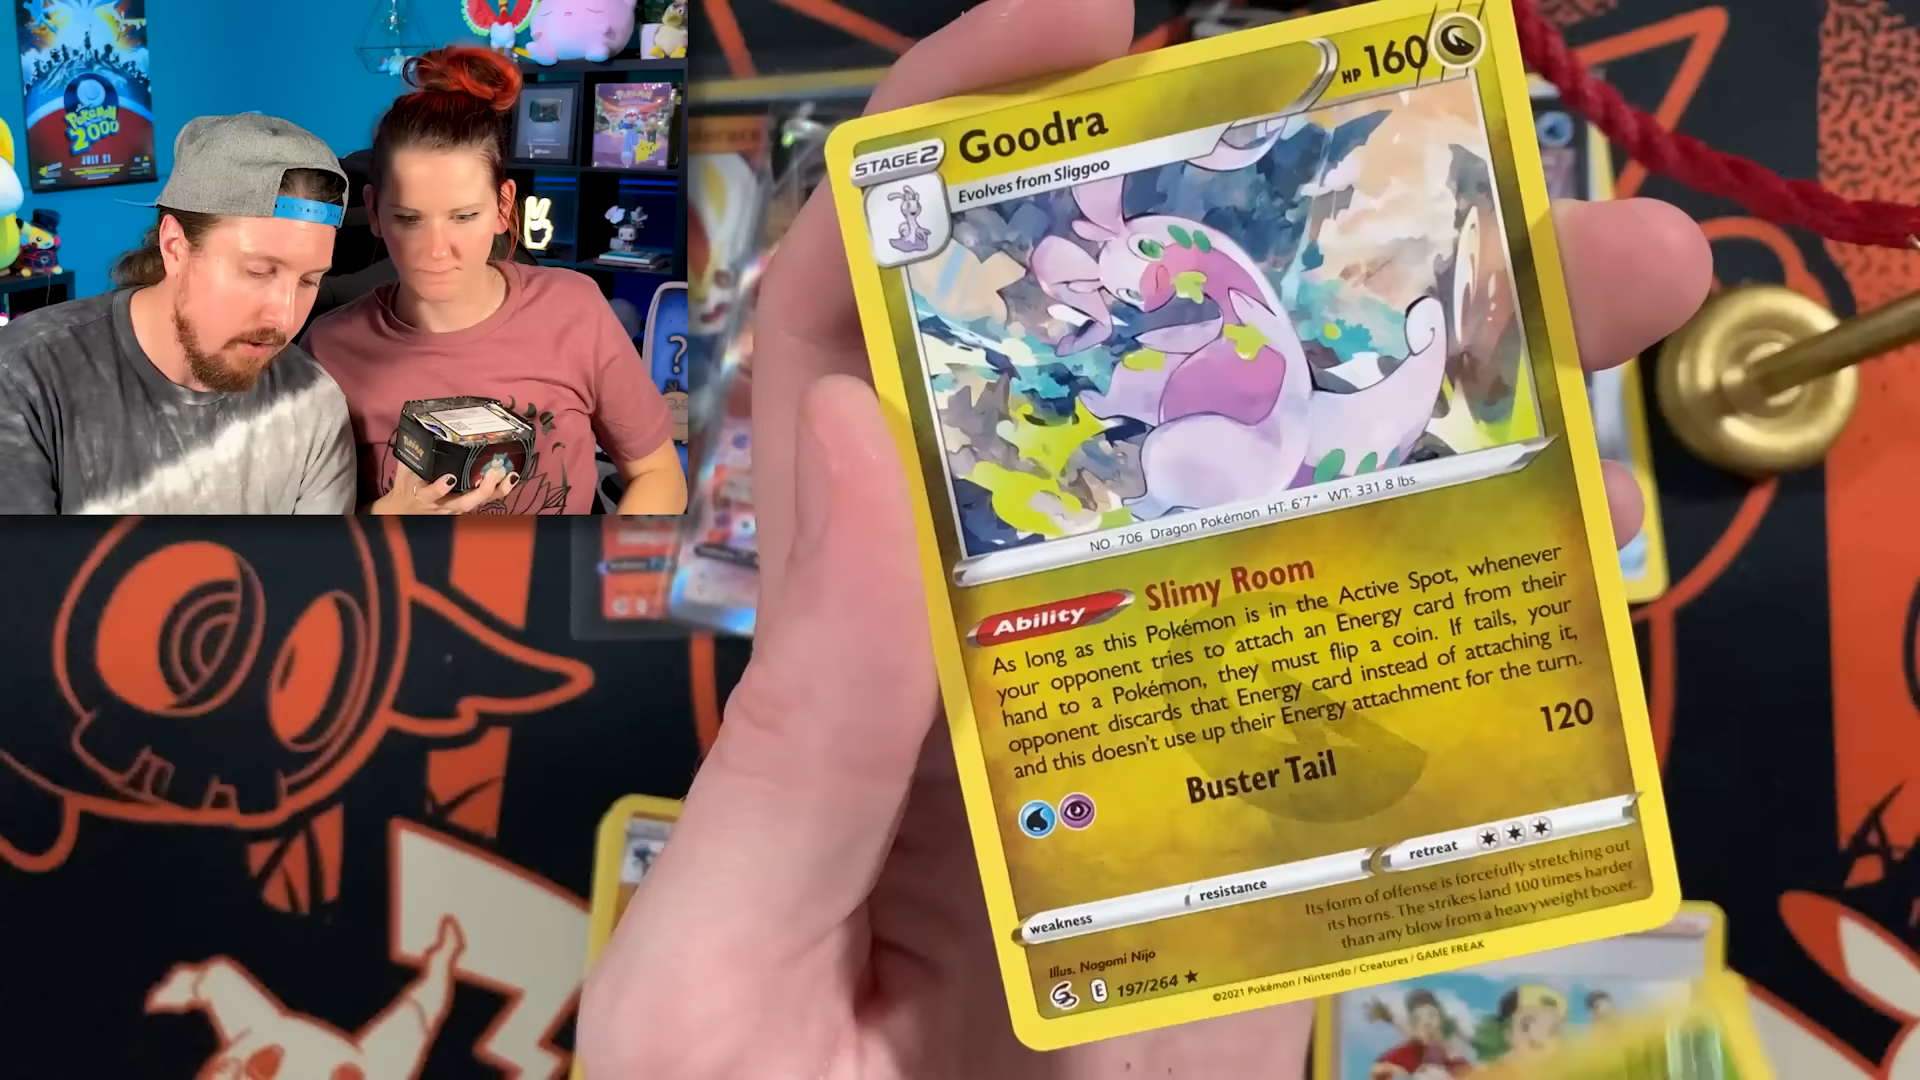 POKéMON
2000
JULY 21
Pokémon
?
STAGE 2
Goodra
HP 160
Evolves from Sliggoo
NO. 706 Dragon Pokémon HT: 6'7" WT: 331.8 lbs.
Ability Slimy Room
As long as this Pokémon is in the Active Spot, whenever
your opponent tries to attach an Energy card from their
hand to a Pokémon, they must flip a coin. If tails, your
opponent discards that Energy card instead of attaching it,
and this doesn't use up their Energy attachment for the turn.
Buster Tail 120
weakness resistance retreat
Its form of offense is forcefully stretching out
its horns. The strikes land 100 times harder
than any blow from a heavyweight boxer.
Illus. Nagomi Nijo
E 197/264 ★
©2021 Pokémon / Nintendo / Creatures / GAME FREAK